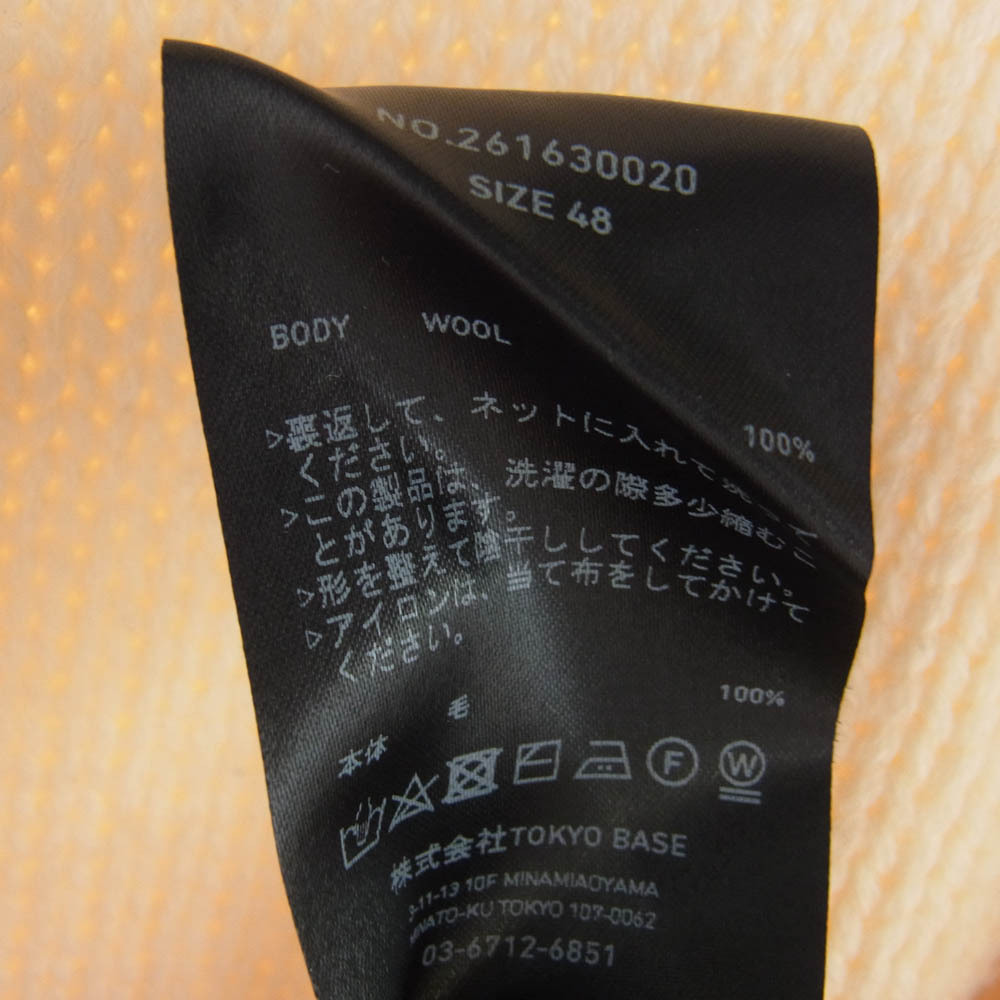 NO.261630020
SIZE 48
BODY WOOL 100%
▷裏返して、ネットに入れて
ください。
▷この製品は、洗濯の際多少縮むこ
とがあります。
▷形を整えて陰干ししてください。
▷アイロンは、当て布をしてかけて
ください。
本体 毛 100%
F W
株式会社TOKYO BASE
3-11-13 10F MINAMIAOYAMA
MINATO-KU TOKYO 107-0062
03-6712-6851